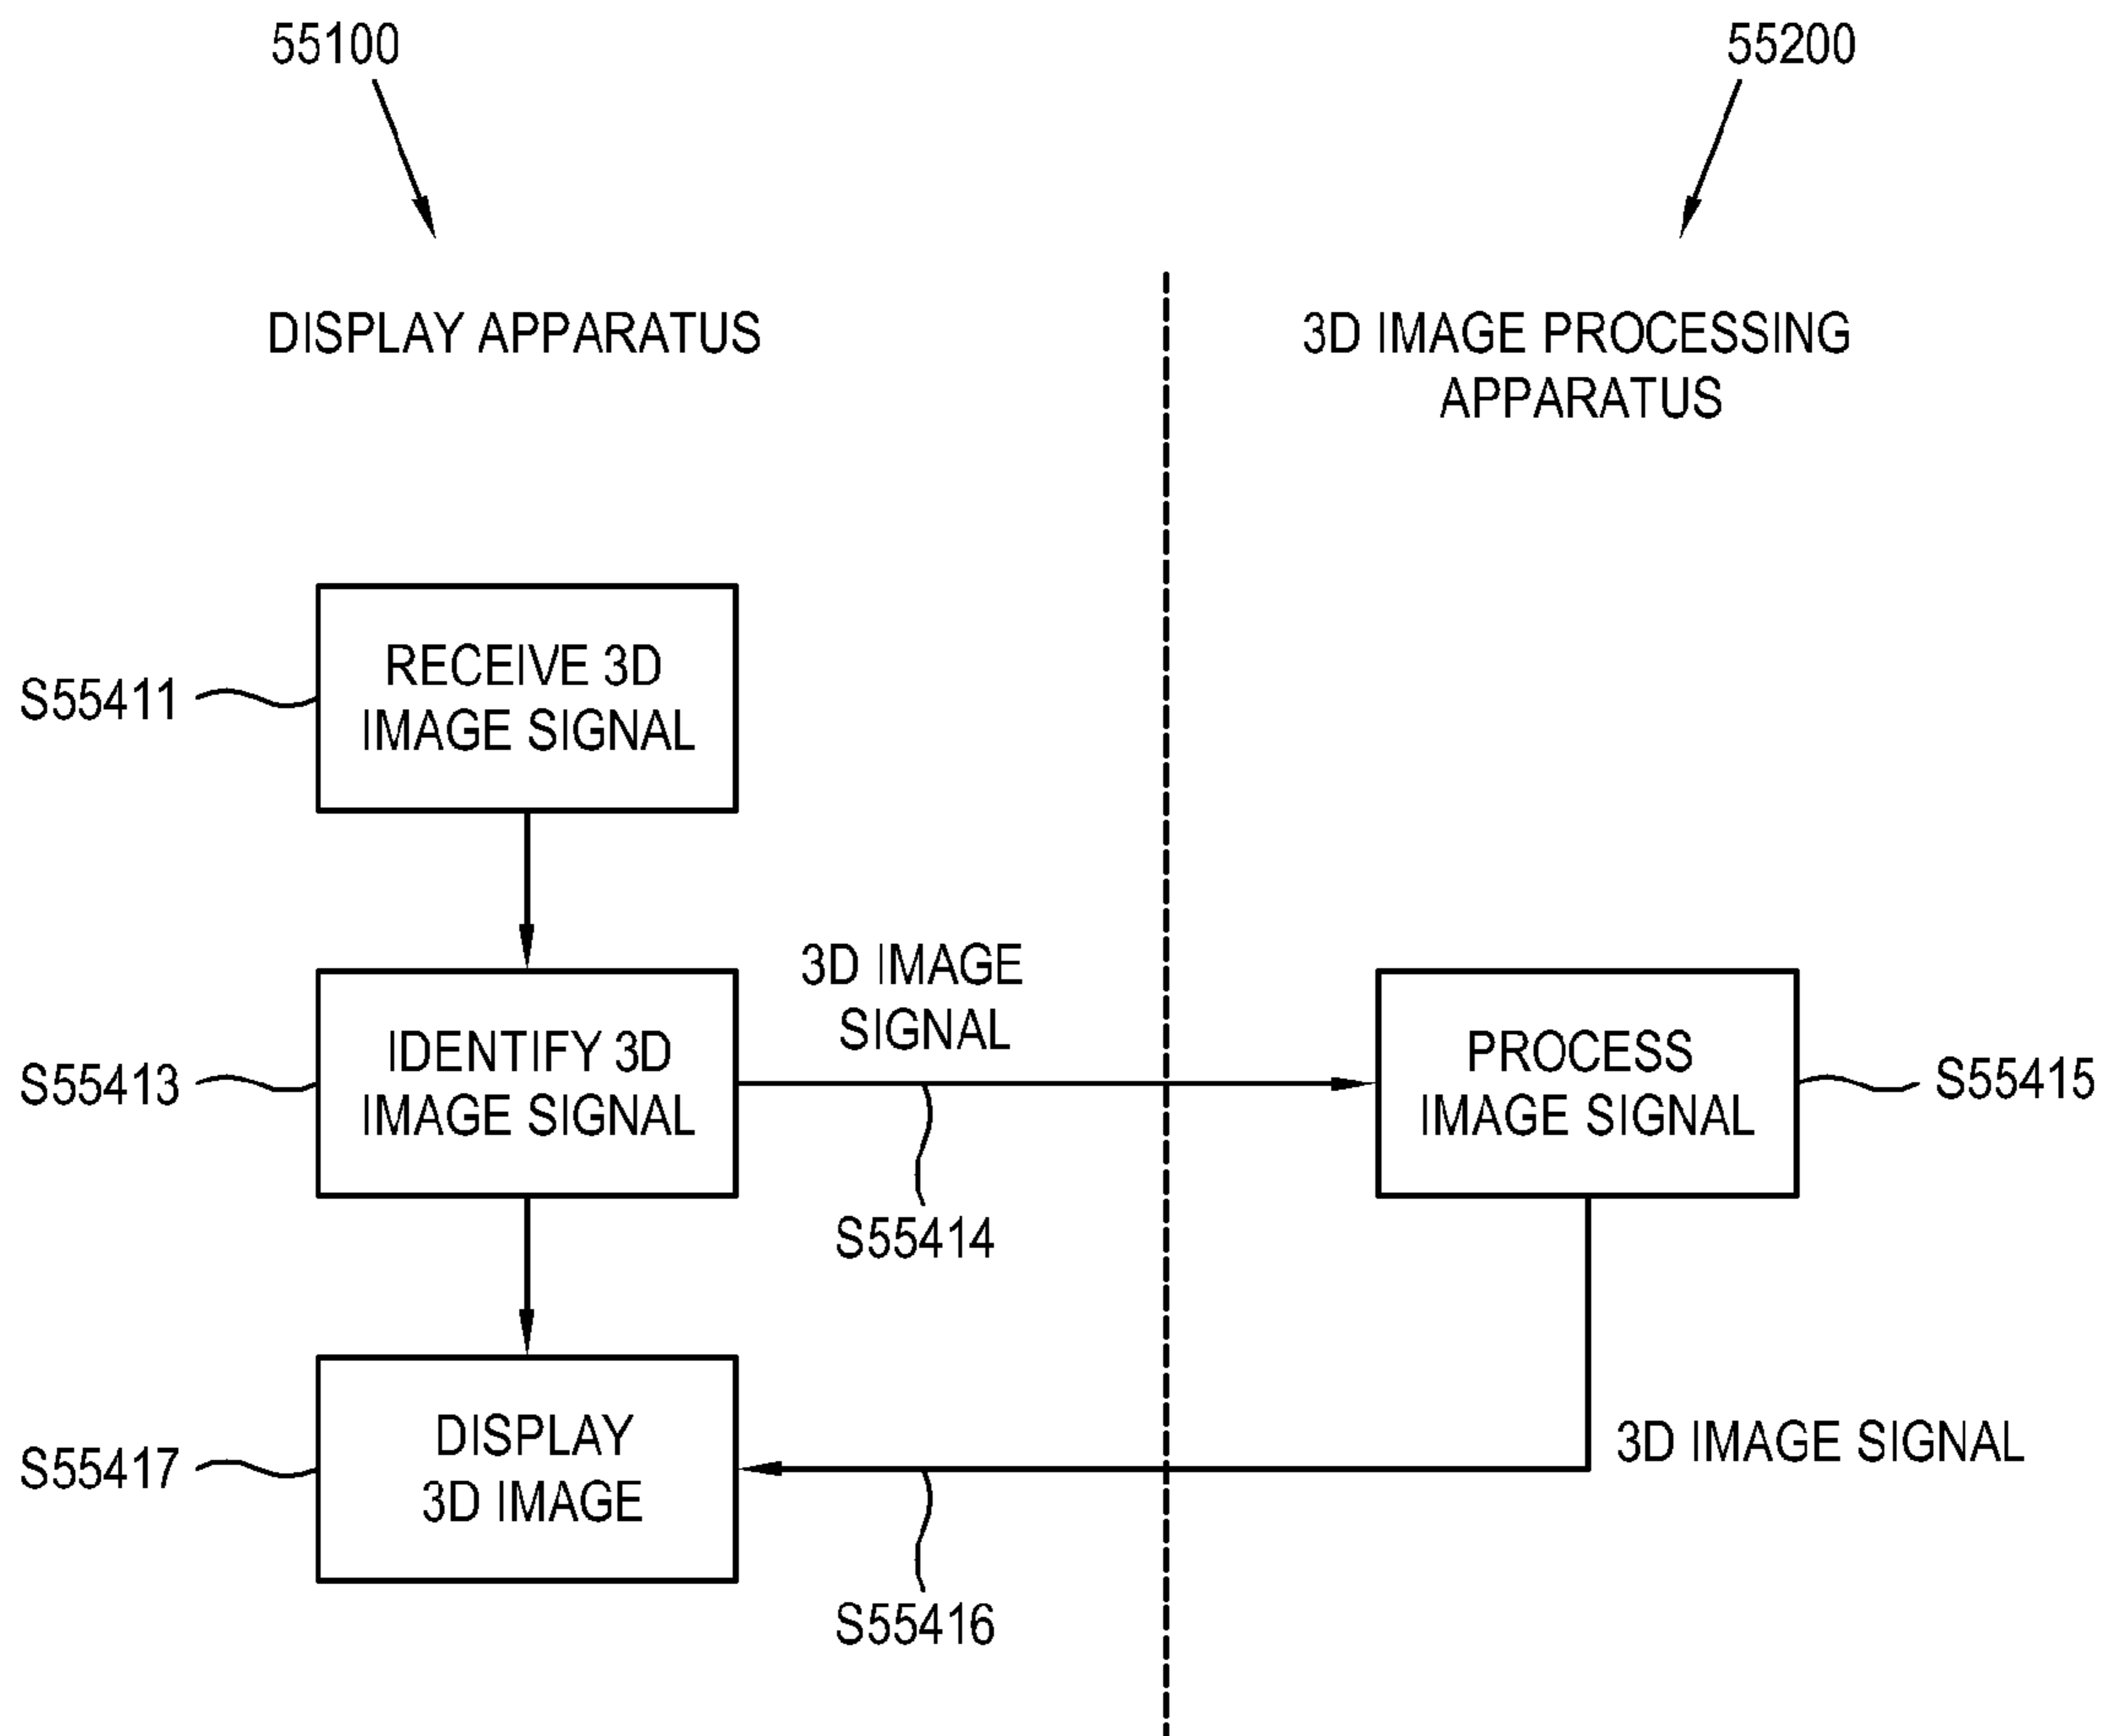 55100
55200
DISPLAY APPARATUS
3D IMAGE PROCESSING
APPARATUS
RECEIVE 3D
IMAGE SIGNAL
S55411
3D IMAGE
SIGNAL
IDENTIFY 3D
IMAGE SIGNAL
S55413
PROCESS
IMAGE SIGNAL
S55415
S55414
DISPLAY
3D IMAGE
S55417
3D IMAGE SIGNAL
S55416